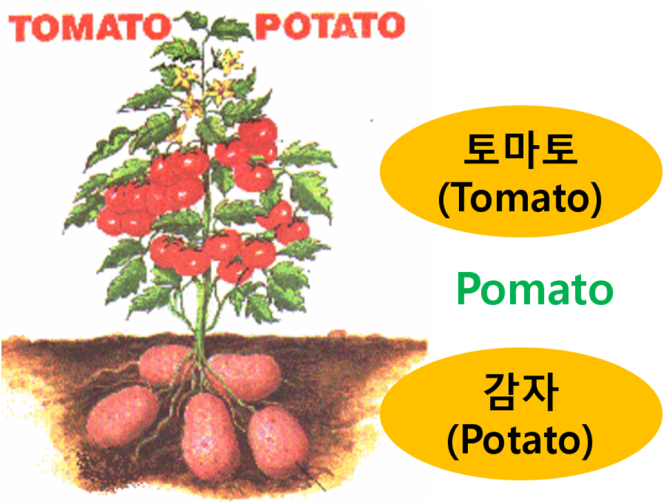 TOMATO POTATO
토마토
(Tomato)
Pomato
감자
(Potato)